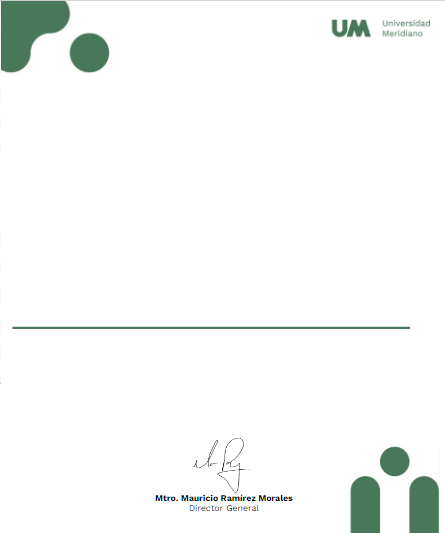 UM Universidad
Meridiano
Mtro. Mauricio Ramírez Morales
Director General